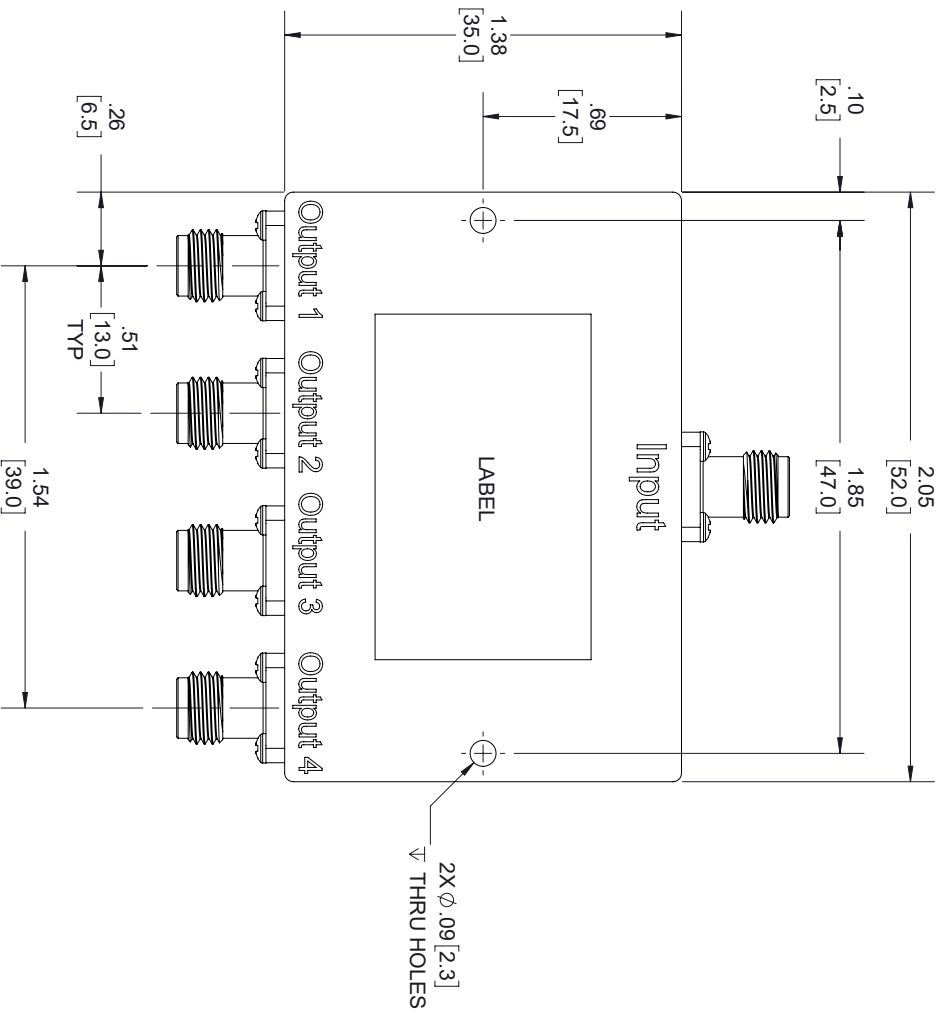 2.05
[52.0]
1.85
[47.0]
.10
[2.5]
Input
.69
[17.5]
1.38
[35.0]
LABEL
2X ⌀.09[2.3]
↧ THRU HOLES
Output 1
Output 2
Output 3
Output 4
.26
[6.5]
.51
[13.0]
TYP
1.54
[39.0]